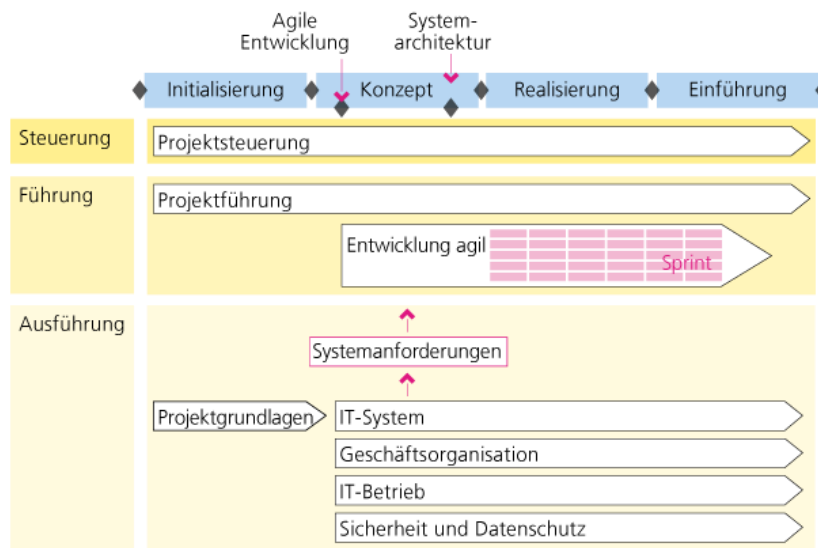 Agile
Entwicklung
System-
architektur
Initialisierung
Konzept
Realisierung
Einführung
Steuerung
Projektsteuerung
Führung
Projektführung
Entwicklung agil
Sprint
Ausführung
Systemanforderungen
Projektgrundlagen
IT-System
Geschäftsorganisation
IT-Betrieb
Sicherheit und Datenschutz